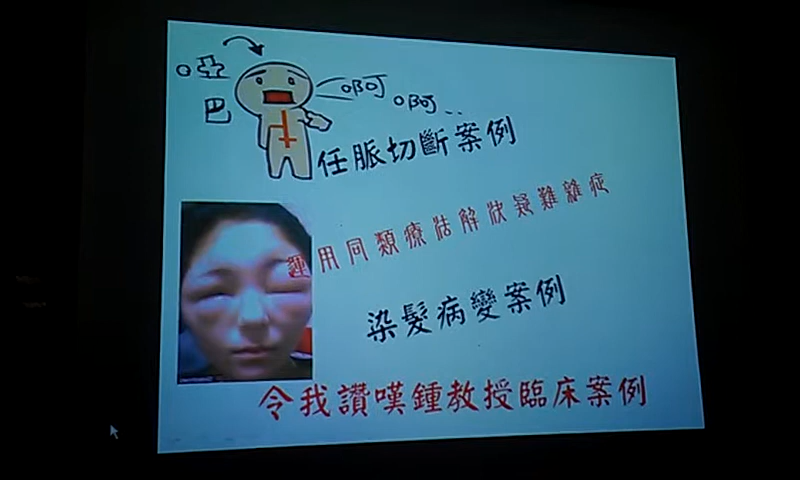 啞
巴
啊
啊..
任脈切斷案例
運用同類療法解決疑難雜症
染髮病變案例
令我讚嘆鍾教授臨床案例